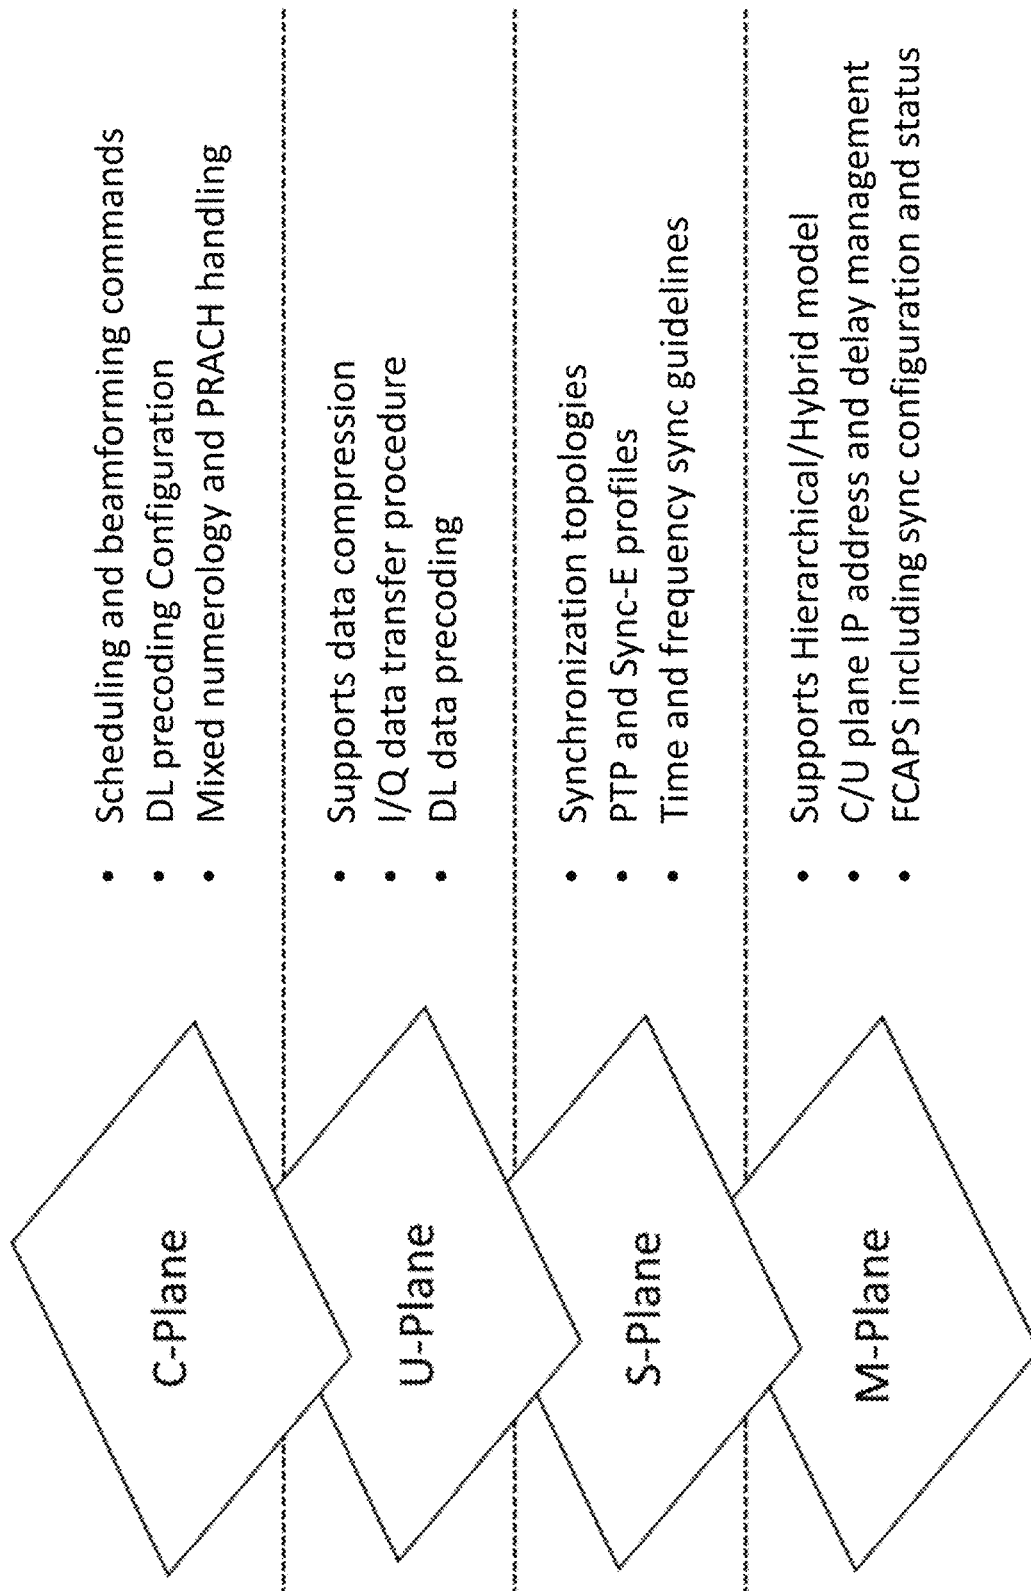 C-Plane
• Scheduling and beamforming commands
• DL precoding Configuration
• Mixed numerology and PRACH handling
U-Plane
• Supports data compression
• I/Q data transfer procedure
• DL data precoding
S-Plane
• Synchronization topologies
• PTP and Sync-E profiles
• Time and frequency sync guidelines
M-Plane
• Supports Hierarchical/Hybrid model
• C/U plane IP address and delay management
• FCAPS including sync configuration and status